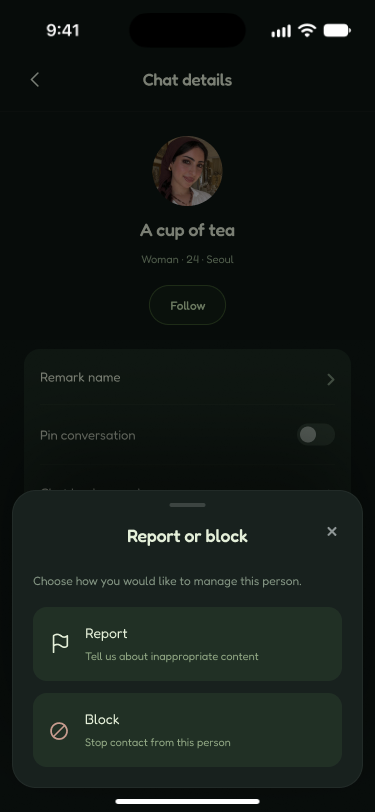 9:41
Chat details
A cup of tea
Woman · 24 · Seoul
Follow
Remark name
Pin conversation
Report or block
Choose how you would like to manage this person.
Report
Tell us about inappropriate content
Block
Stop contact from this person